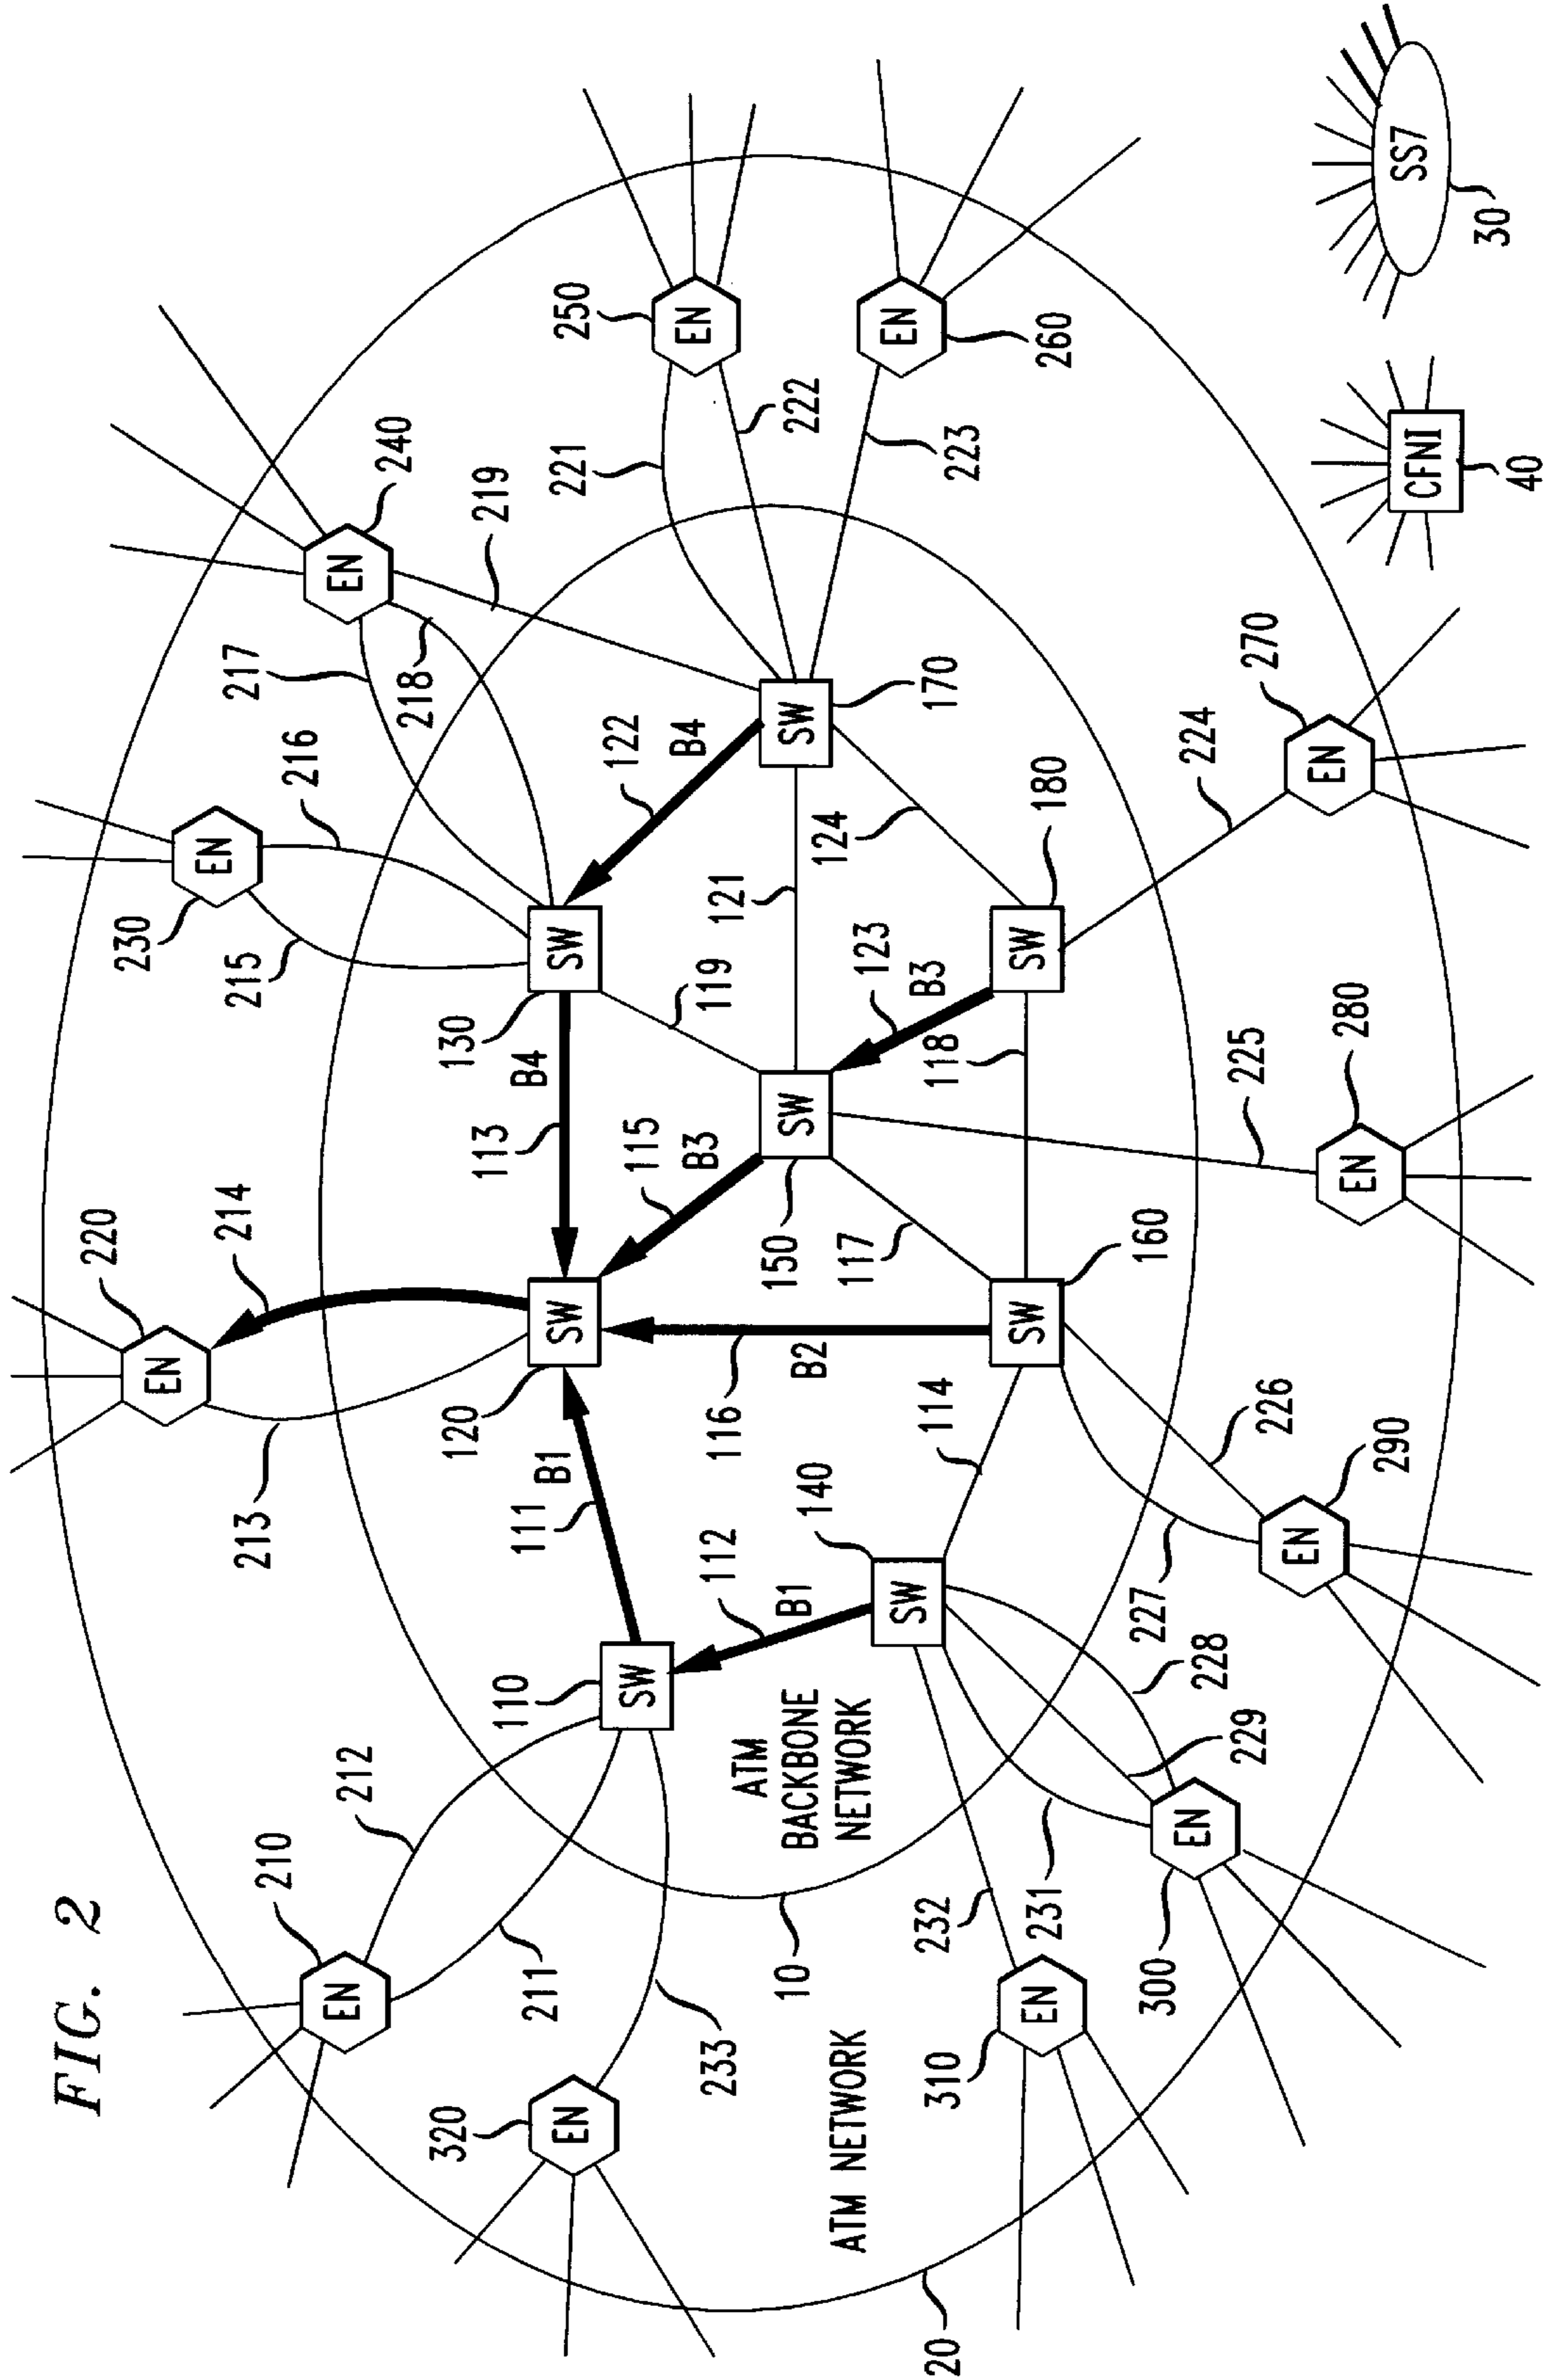 FIG. 2
220
214
230
216
217
240
213
215
218
219
210
212
120
B1
111
113
B4
130
122
B4
221
250
222
320
211
110
112
B1
116
B2
115
B3
119
121
233
ATM
BACKBONE
NETWORK
140
114
150
117
123
B3
118
124
170
223
260
10
160
180
ATM NETWORK
232
231
229
228
227
226
225
224
270
310
300
290
280
20
EN
EN
EN
EN
EN
EN
EN
EN
EN
EN
EN
EN
SW
SW
SW
SW
SW
SW
SW
SW
CFNI
40
SS7
30